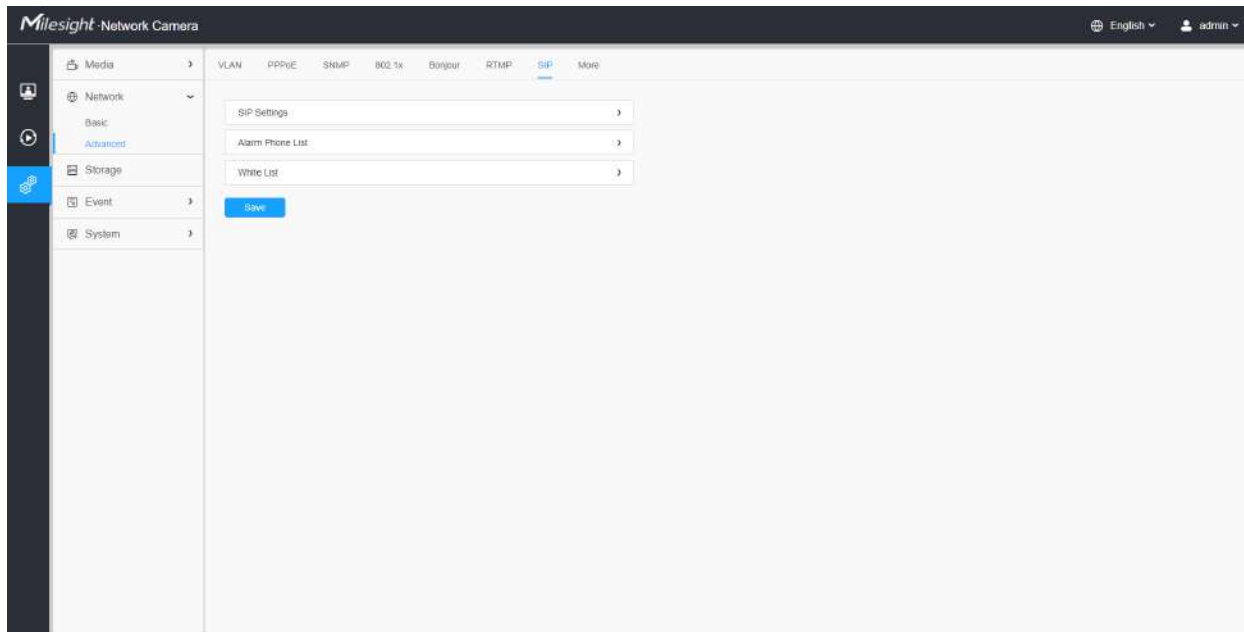 Milesight · Network Camera
English
admin
Media
Network
Basic
Advanced
Storage
Event
System
VLAN PPPoE SNMP 802.1x Bonjour RTMP SIP More
SIP Settings
Alarm Phone List
White List
Save